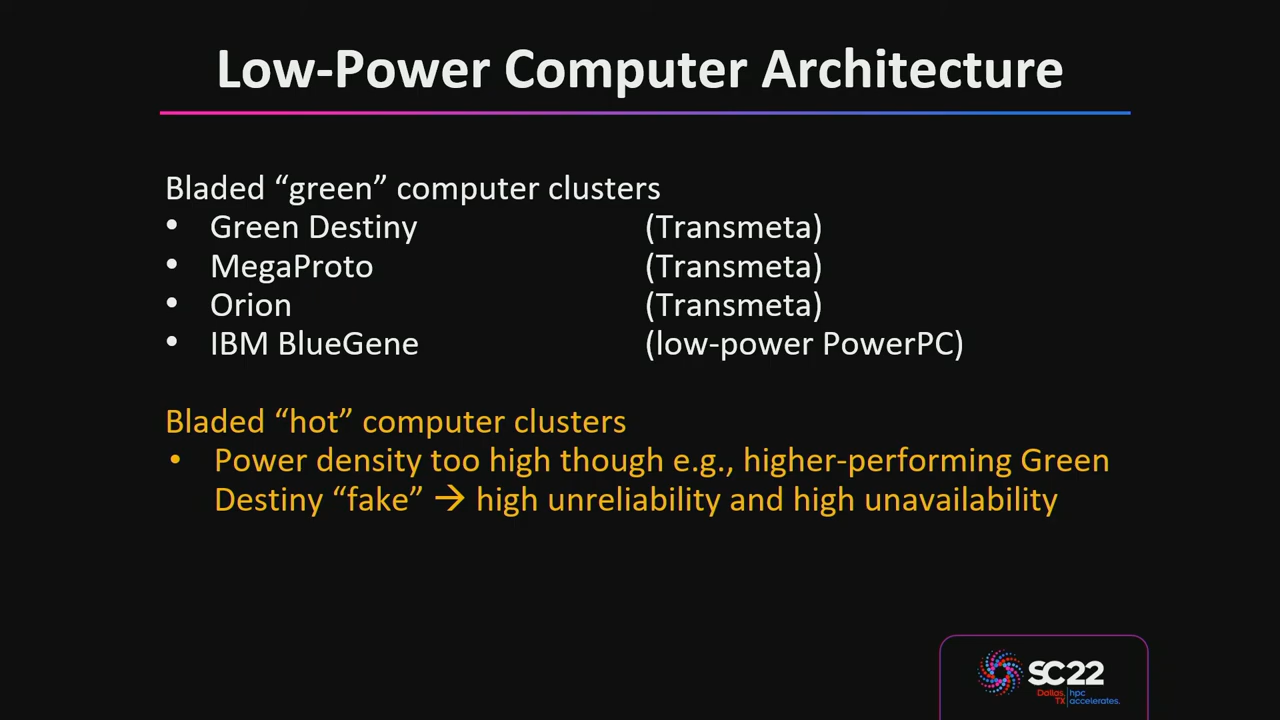 Low-Power Computer Architecture
Bladed “green” computer clusters
• Green Destiny (Transmeta)
• MegaProto (Transmeta)
• Orion (Transmeta)
• IBM BlueGene (low-power PowerPC)
Bladed “hot” computer clusters
• Power density too high though e.g., higher-performing Green
Destiny “fake” → high unreliability and high unavailability
SC22
Dallas, hpc
TX accelerates.